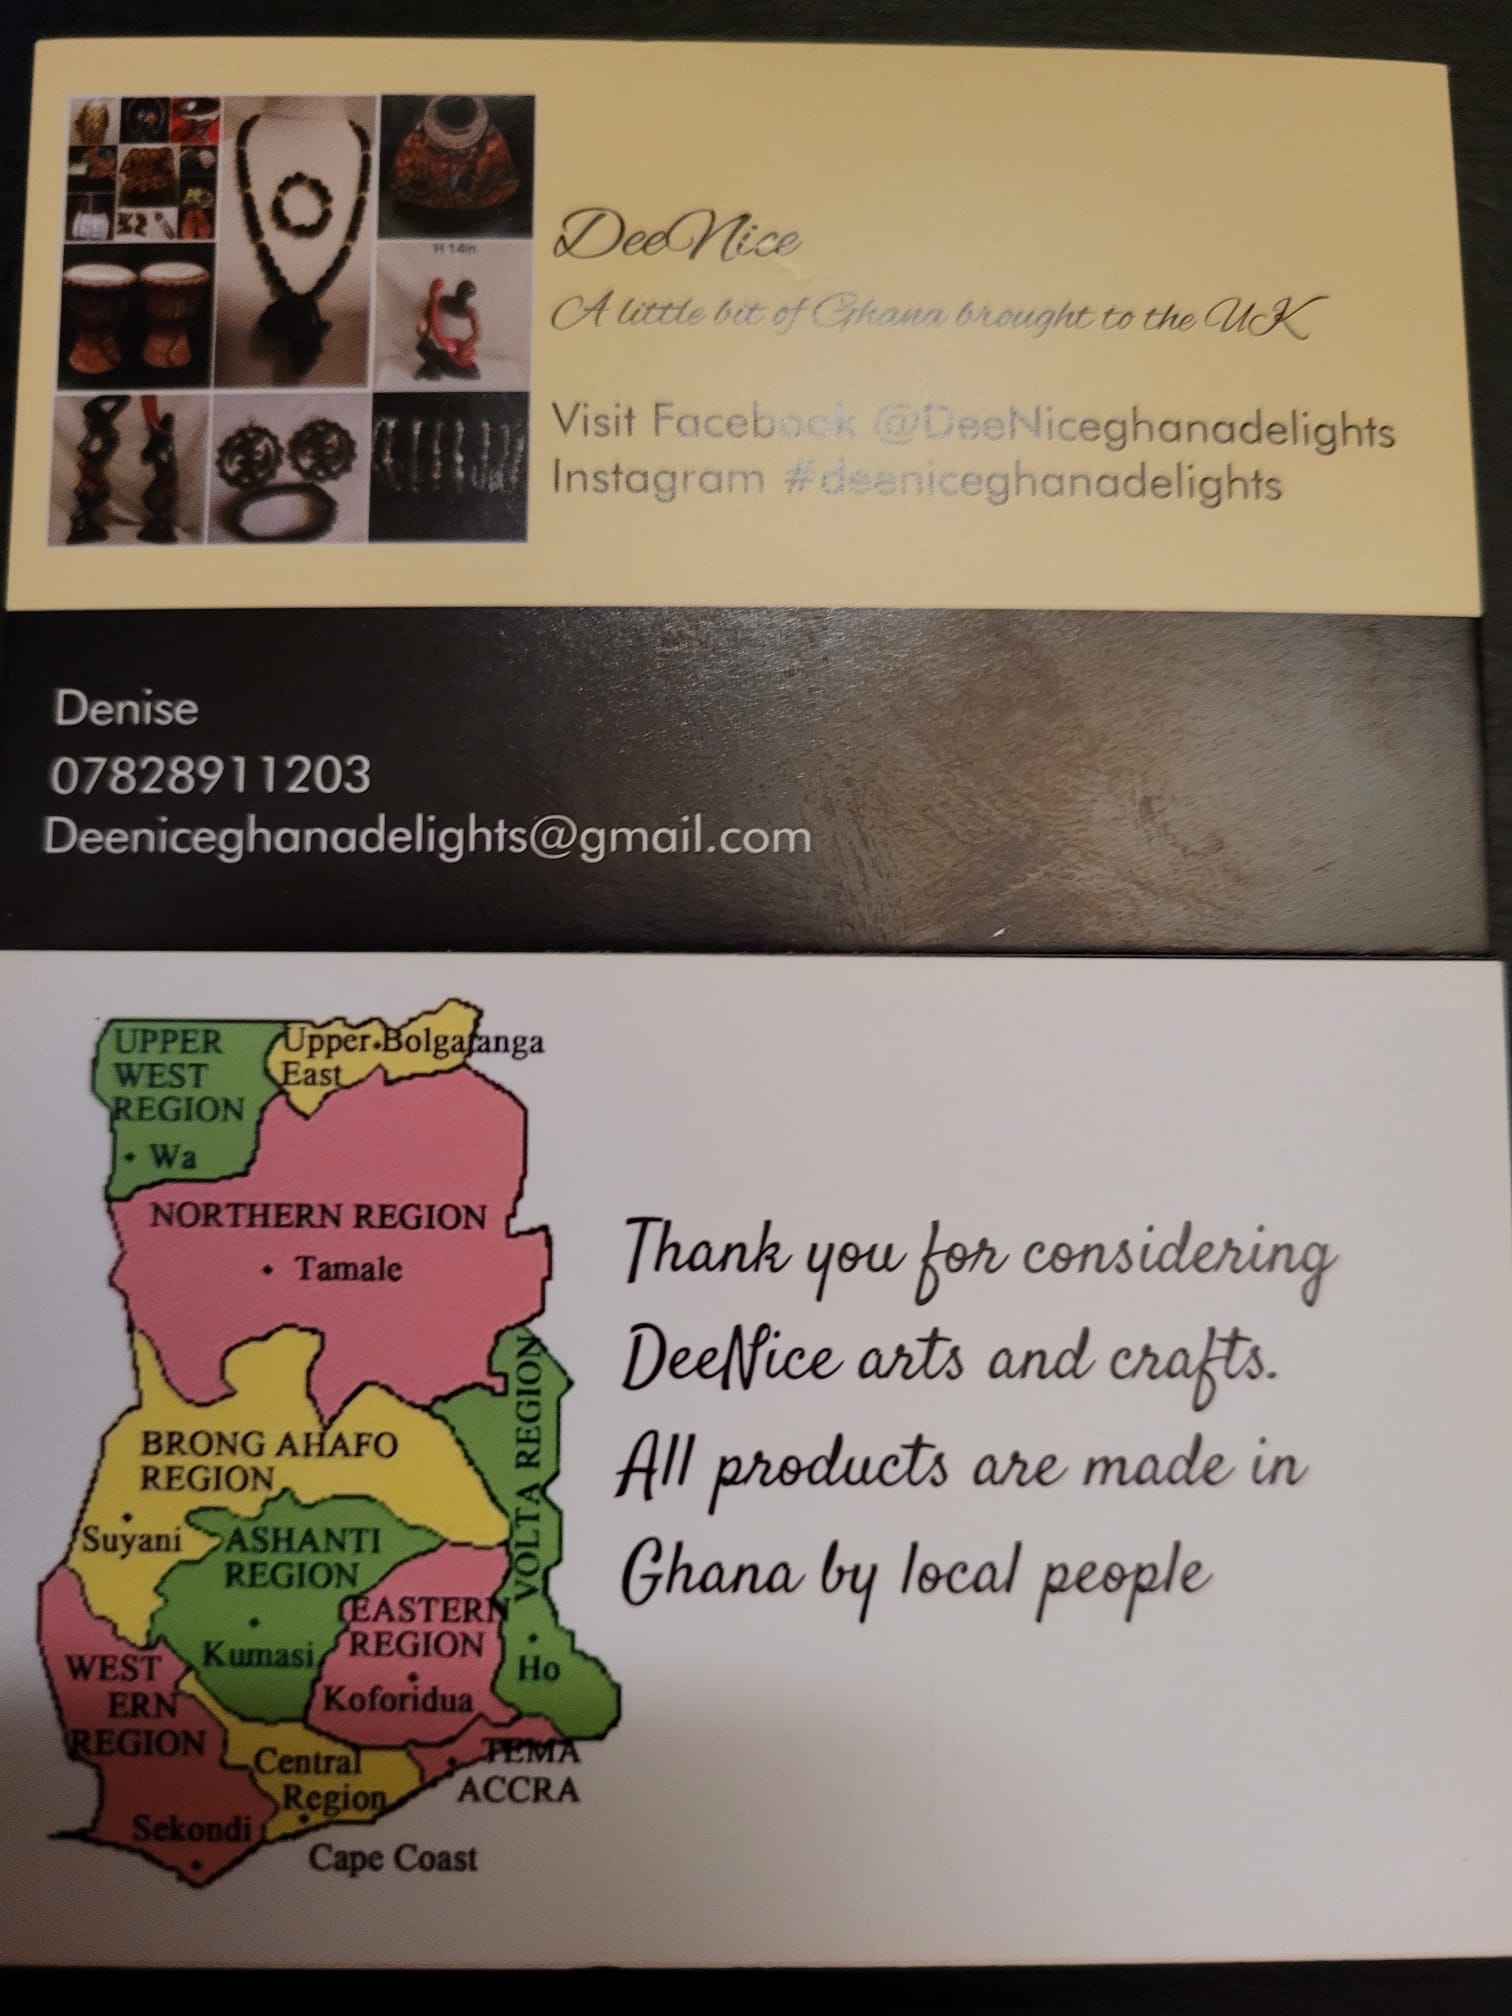 H 14in
DeeNice
A little bit of Ghana brought to the UK
Visit Facebook @DeeNiceghanadelights
Instagram #deeniceghanadelights
Denise
07828911203
Deeniceghanadelights@gmail.com
UPPER
WEST
REGION
Wa
Upper Bolgatanga
East
NORTHERN REGION
Tamale
BRONG AHAFO
REGION
Suyani
VOLTA REGION
ASHANTI
REGION
Kumasi
EASTERN
REGION
Koforidua
Ho
WEST
ERN
REGION
Sekondi
Central
Region
Cape Coast
TEMA
ACCRA
Thank you for considering
DeeNice arts and crafts.
All products are made in
Ghana by local people